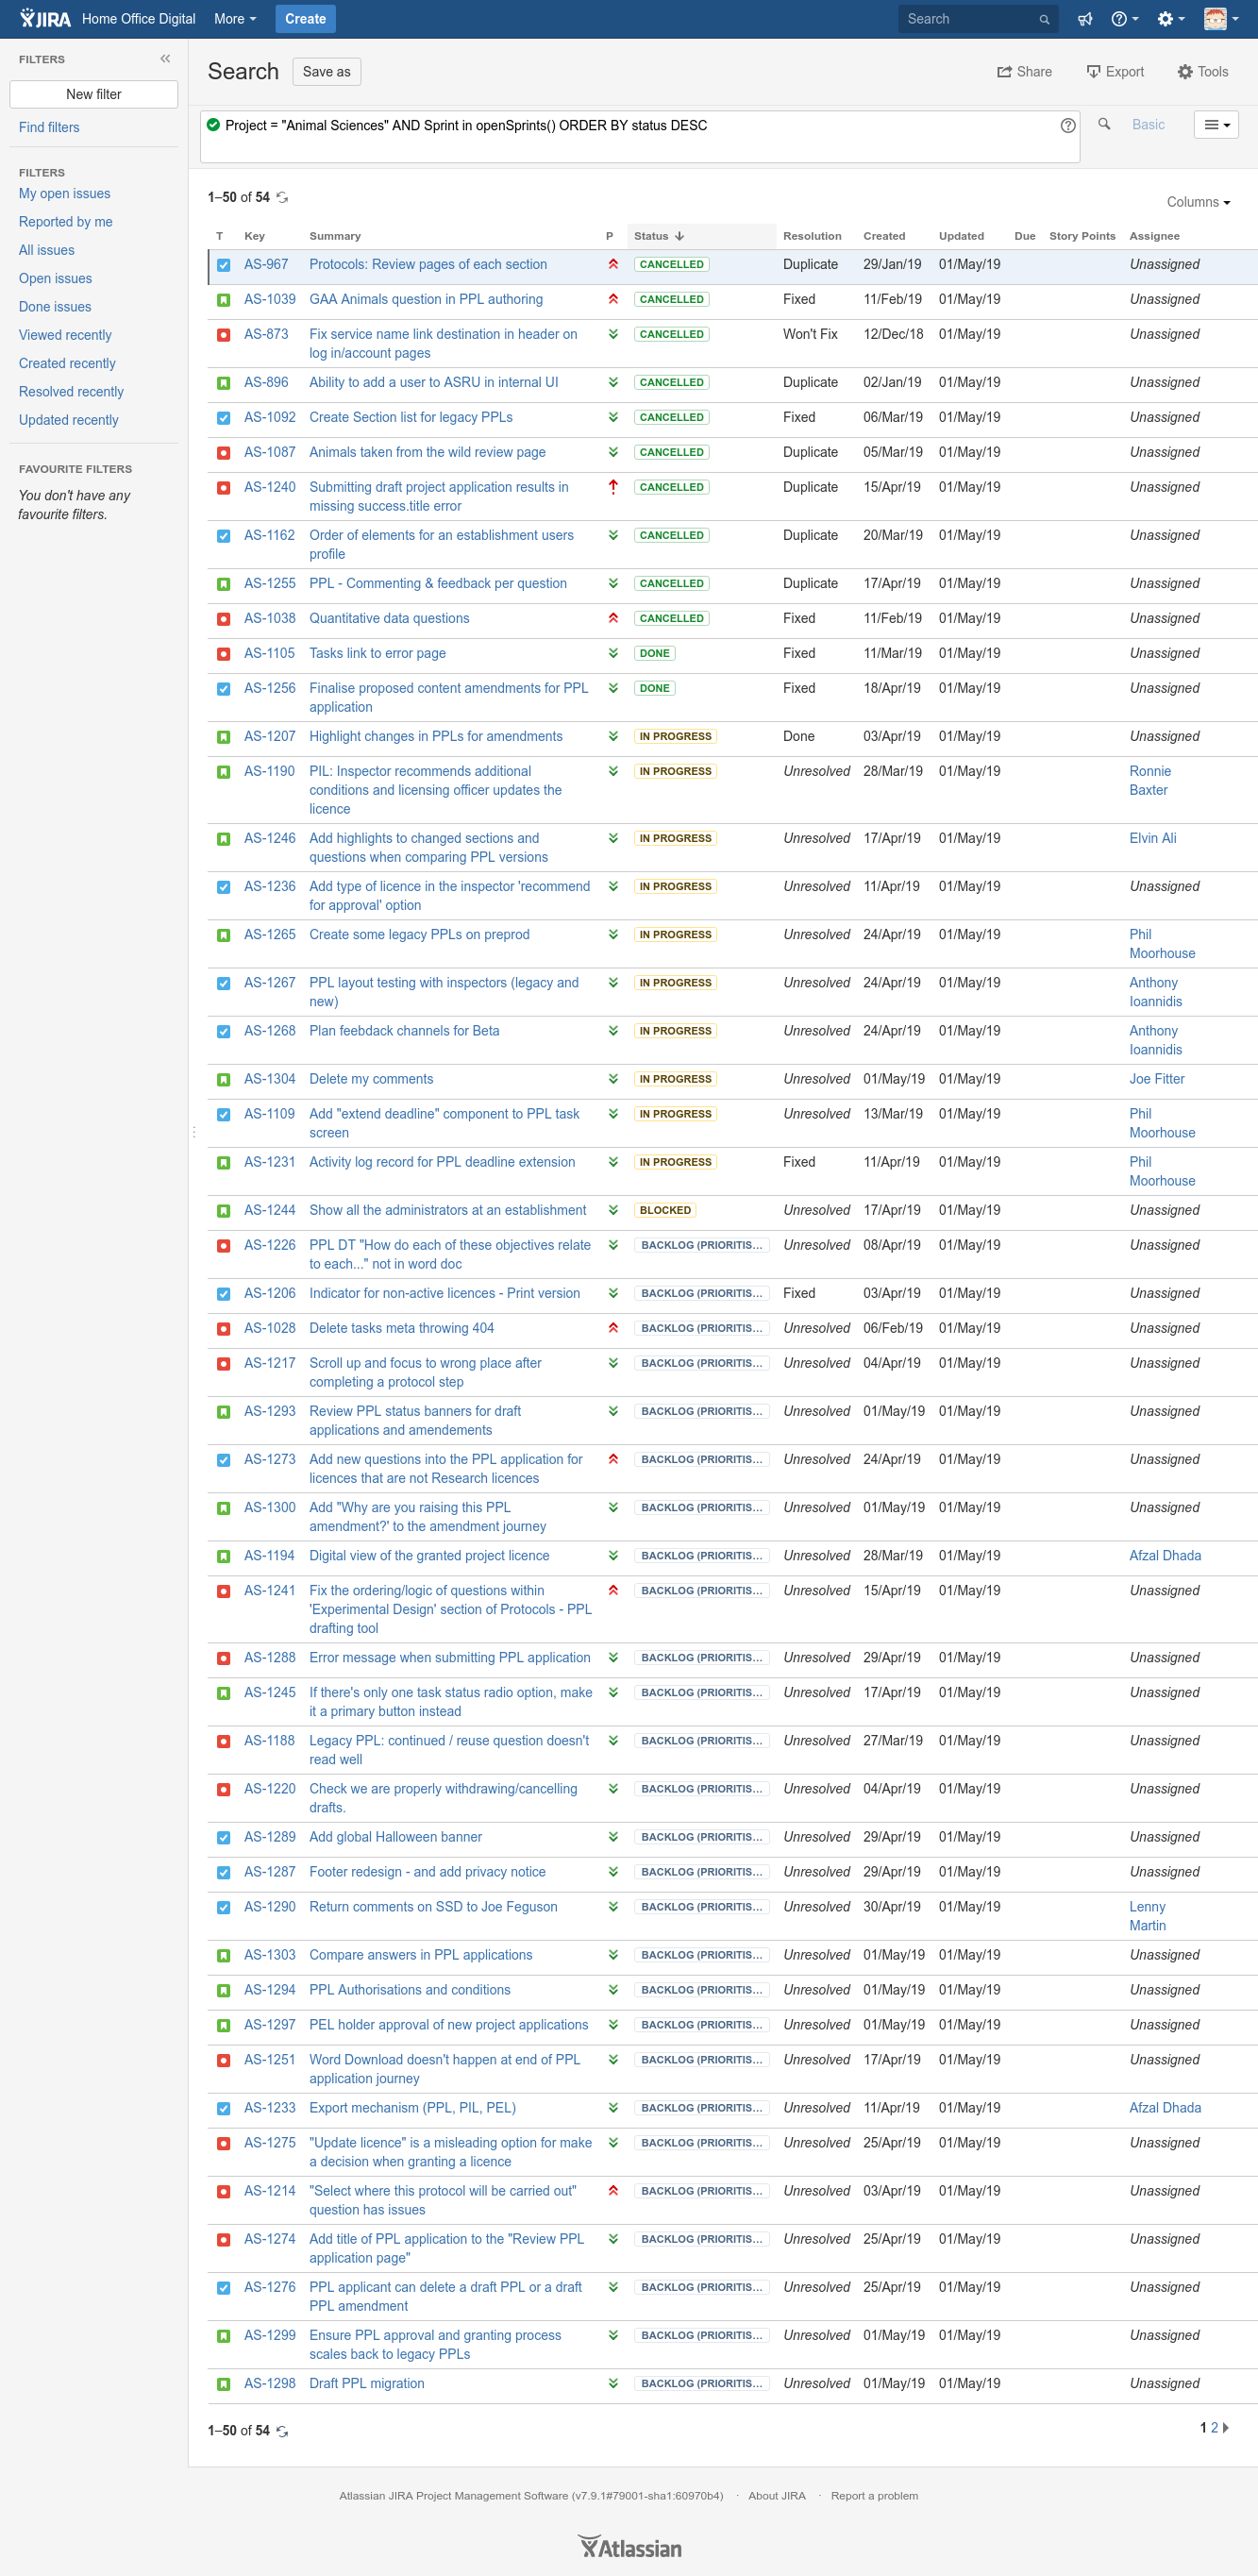 JIRA Home Office Digital More Create Search
FILTERS
New filter
Find filters
FILTERS
My open issues
Reported by me
All issues
Open issues
Done issues
Viewed recently
Created recently
Resolved recently
Updated recently
FAVOURITE FILTERS
You don't have any
favourite filters.
Search Save as Share Export Tools
Project = "Animal Sciences" AND Sprint in openSprints() ORDER BY status DESC Basic
1–50 of 54
Columns
T Key Summary P Status Resolution Created Updated Due Story Points Assignee
AS-967 Protocols: Review pages of each section CANCELLED Duplicate 29/Jan/19 01/May/19 Unassigned
AS-1039 GAA Animals question in PPL authoring CANCELLED Fixed 11/Feb/19 01/May/19 Unassigned
AS-873 Fix service name link destination in header on CANCELLED Won't Fix 12/Dec/18 01/May/19 Unassigned
log in/account pages
AS-896 Ability to add a user to ASRU in internal UI CANCELLED Duplicate 02/Jan/19 01/May/19 Unassigned
AS-1092 Create Section list for legacy PPLs CANCELLED Fixed 06/Mar/19 01/May/19 Unassigned
AS-1087 Animals taken from the wild review page CANCELLED Duplicate 05/Mar/19 01/May/19 Unassigned
AS-1240 Submitting draft project application results in CANCELLED Duplicate 15/Apr/19 01/May/19 Unassigned
missing success.title error
AS-1162 Order of elements for an establishment users CANCELLED Duplicate 20/Mar/19 01/May/19 Unassigned
profile
AS-1255 PPL - Commenting & feedback per question CANCELLED Duplicate 17/Apr/19 01/May/19 Unassigned
AS-1038 Quantitative data questions CANCELLED Fixed 11/Feb/19 01/May/19 Unassigned
AS-1105 Tasks link to error page DONE Fixed 11/Mar/19 01/May/19 Unassigned
AS-1256 Finalise proposed content amendments for PPL DONE Fixed 18/Apr/19 01/May/19 Unassigned
application
AS-1207 Highlight changes in PPLs for amendments IN PROGRESS Done 03/Apr/19 01/May/19 Unassigned
AS-1190 PIL: Inspector recommends additional IN PROGRESS Unresolved 28/Mar/19 01/May/19 Ronnie
conditions and licensing officer updates the Baxter
licence
AS-1246 Add highlights to changed sections and IN PROGRESS Unresolved 17/Apr/19 01/May/19 Elvin Ali
questions when comparing PPL versions
AS-1236 Add type of licence in the inspector 'recommend IN PROGRESS Unresolved 11/Apr/19 01/May/19 Unassigned
for approval' option
AS-1265 Create some legacy PPLs on preprod IN PROGRESS Unresolved 24/Apr/19 01/May/19 Phil
Moorhouse
AS-1267 PPL layout testing with inspectors (legacy and IN PROGRESS Unresolved 24/Apr/19 01/May/19 Anthony
new) Ioannidis
AS-1268 Plan feebdack channels for Beta IN PROGRESS Unresolved 24/Apr/19 01/May/19 Anthony
Ioannidis
AS-1304 Delete my comments IN PROGRESS Unresolved 01/May/19 01/May/19 Joe Fitter
AS-1109 Add "extend deadline" component to PPL task IN PROGRESS Unresolved 13/Mar/19 01/May/19 Phil
screen Moorhouse
AS-1231 Activity log record for PPL deadline extension IN PROGRESS Fixed 11/Apr/19 01/May/19 Phil
Moorhouse
AS-1244 Show all the administrators at an establishment BLOCKED Unresolved 17/Apr/19 01/May/19 Unassigned
AS-1226 PPL DT "How do each of these objectives relate BACKLOG (PRIORITIS... Unresolved 08/Apr/19 01/May/19 Unassigned
to each..." not in word doc
AS-1206 Indicator for non-active licences - Print version BACKLOG (PRIORITIS... Fixed 03/Apr/19 01/May/19 Unassigned
AS-1028 Delete tasks meta throwing 404 BACKLOG (PRIORITIS... Unresolved 06/Feb/19 01/May/19 Unassigned
AS-1217 Scroll up and focus to wrong place after BACKLOG (PRIORITIS... Unresolved 04/Apr/19 01/May/19 Unassigned
completing a protocol step
AS-1293 Review PPL status banners for draft BACKLOG (PRIORITIS... Unresolved 01/May/19 01/May/19 Unassigned
applications and amendements
AS-1273 Add new questions into the PPL application for BACKLOG (PRIORITIS... Unresolved 24/Apr/19 01/May/19 Unassigned
licences that are not Research licences
AS-1300 Add "Why are you raising this PPL BACKLOG (PRIORITIS... Unresolved 01/May/19 01/May/19 Unassigned
amendment?' to the amendment journey
AS-1194 Digital view of the granted project licence BACKLOG (PRIORITIS... Unresolved 28/Mar/19 01/May/19 Afzal Dhada
AS-1241 Fix the ordering/logic of questions within BACKLOG (PRIORITIS... Unresolved 15/Apr/19 01/May/19 Unassigned
'Experimental Design' section of Protocols - PPL
drafting tool
AS-1288 Error message when submitting PPL application BACKLOG (PRIORITIS... Unresolved 29/Apr/19 01/May/19 Unassigned
AS-1245 If there's only one task status radio option, make BACKLOG (PRIORITIS... Unresolved 17/Apr/19 01/May/19 Unassigned
it a primary button instead
AS-1188 Legacy PPL: continued / reuse question doesn't BACKLOG (PRIORITIS... Unresolved 27/Mar/19 01/May/19 Unassigned
read well
AS-1220 Check we are properly withdrawing/cancelling BACKLOG (PRIORITIS... Unresolved 04/Apr/19 01/May/19 Unassigned
drafts.
AS-1289 Add global Halloween banner BACKLOG (PRIORITIS... Unresolved 29/Apr/19 01/May/19 Unassigned
AS-1287 Footer redesign - and add privacy notice BACKLOG (PRIORITIS... Unresolved 29/Apr/19 01/May/19 Unassigned
AS-1290 Return comments on SSD to Joe Feguson BACKLOG (PRIORITIS... Unresolved 30/Apr/19 01/May/19 Lenny
Martin
AS-1303 Compare answers in PPL applications BACKLOG (PRIORITIS... Unresolved 01/May/19 01/May/19 Unassigned
AS-1294 PPL Authorisations and conditions BACKLOG (PRIORITIS... Unresolved 01/May/19 01/May/19 Unassigned
AS-1297 PEL holder approval of new project applications BACKLOG (PRIORITIS... Unresolved 01/May/19 01/May/19 Unassigned
AS-1251 Word Download doesn't happen at end of PPL BACKLOG (PRIORITIS... Unresolved 17/Apr/19 01/May/19 Unassigned
application journey
AS-1233 Export mechanism (PPL, PIL, PEL) BACKLOG (PRIORITIS... Unresolved 11/Apr/19 01/May/19 Afzal Dhada
AS-1275 "Update licence" is a misleading option for make BACKLOG (PRIORITIS... Unresolved 25/Apr/19 01/May/19 Unassigned
a decision when granting a licence
AS-1214 "Select where this protocol will be carried out" BACKLOG (PRIORITIS... Unresolved 03/Apr/19 01/May/19 Unassigned
question has issues
AS-1274 Add title of PPL application to the "Review PPL BACKLOG (PRIORITIS... Unresolved 25/Apr/19 01/May/19 Unassigned
application page"
AS-1276 PPL applicant can delete a draft PPL or a draft BACKLOG (PRIORITIS... Unresolved 25/Apr/19 01/May/19 Unassigned
PPL amendment
AS-1299 Ensure PPL approval and granting process BACKLOG (PRIORITIS... Unresolved 01/May/19 01/May/19 Unassigned
scales back to legacy PPLs
AS-1298 Draft PPL migration BACKLOG (PRIORITIS... Unresolved 01/May/19 01/May/19 Unassigned
1–50 of 54 1 2
Atlassian JIRA Project Management Software (v7.9.1#79001-sha1:60970b4) · About JIRA · Report a problem
Atlassian